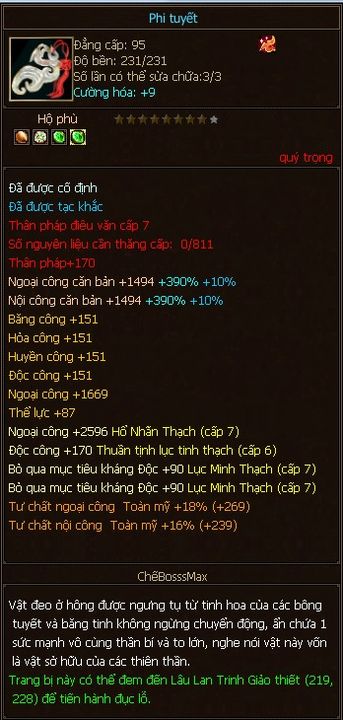 Phi tuyết
Đẳng cấp: 95
Độ bền: 231/231
Số lần có thể sửa chữa:3/3
Cường hóa: +9
Hộ phù
quý trọng
Đã được cố định
Đã được tạc khắc
Thân pháp điêu văn cấp 7
Số nguyên liệu cần thăng cấp: 0/811
Thân pháp+170
Ngoại công căn bản +1494 +390% +10%
Nội công căn bản +1494 +390% +10%
Băng công +151
Hỏa công +151
Huyền công +151
Độc công +151
Ngoại công +1669
Thể lực +87
Ngoại công +2596 Hổ Nhãn Thạch (cấp 7)
Độc công +170 Thuần tịnh lục tinh thạch (cấp 6)
Bỏ qua mục tiêu kháng Độc +90 Lục Minh Thạch (cấp 7)
Bỏ qua mục tiêu kháng Độc +90 Lục Minh Thạch (cấp 7)
Tư chất ngoại công Toàn mỹ +18% (+269)
Tư chất nội công Toàn mỹ +16% (+239)
ChếBosssMax
Vật đeo ở hông được ngưng tụ từ tinh hoa của các bông
tuyết và băng tinh không ngừng chuyển động, ẩn chứa 1
sức mạnh vô cùng thần bí và to lớn, nghe nói vật này vốn
là vật sở hữu của các thiên thần.
Trang bị này có thể đem đến Lâu Lan Trinh Giảo thiết (219,
228) để tiến hành đục lỗ.